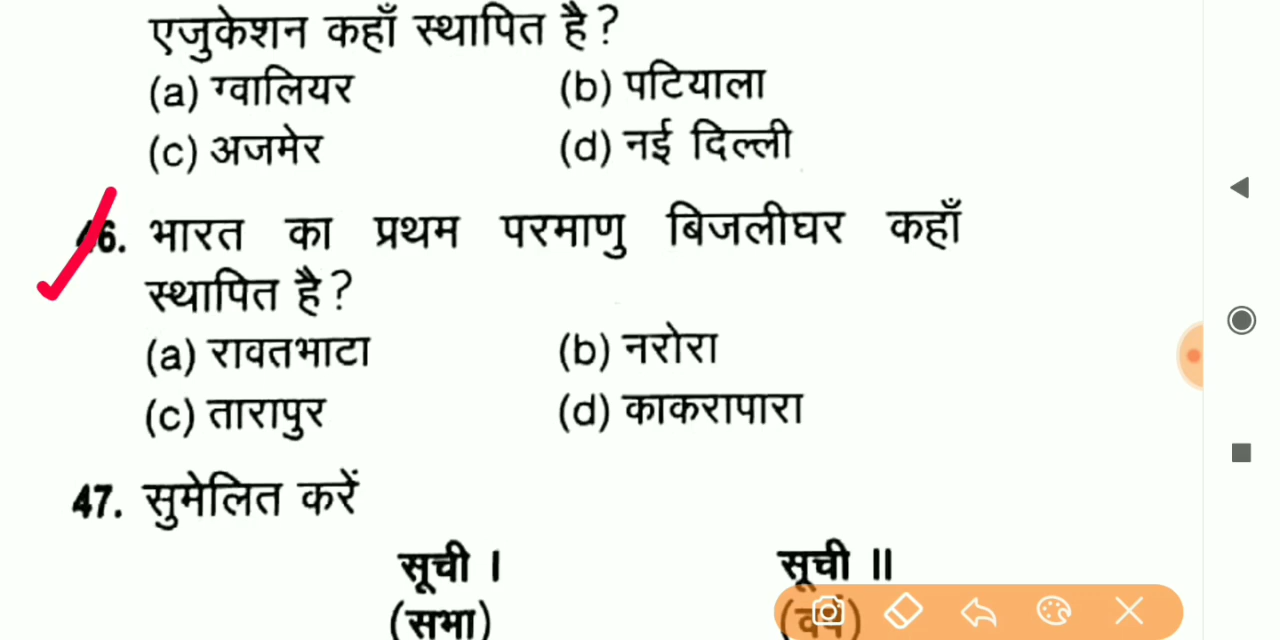 एजुकेशन कहाँ स्थापित है?
(a) ग्वालियर (b) पटियाला
(c) अजमेर (d) नई दिल्ली
46. भारत का प्रथम परमाणु बिजलीघर कहाँ
स्थापित है?
(a) रावतभाटा (b) नरोरा
(c) तारापुर (d) काकरापारा
47. सुमेलित करें
सूची I सूची II
(सभा) (वर्ष)